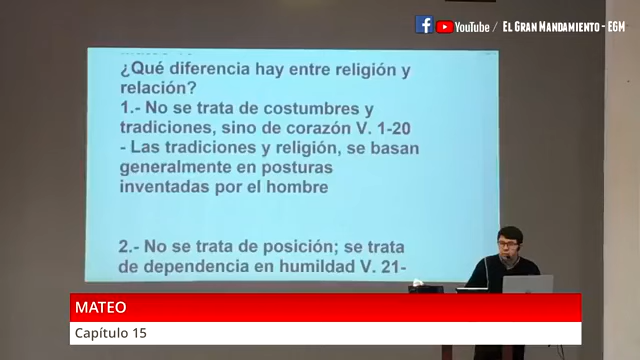 YouTube / EL GRAN MANDAMIENTO - EGM
¿Qué diferencia hay entre religión y
relación?
1.- No se trata de costumbres y
tradiciones, sino de corazón V. 1-20
- Las tradiciones y religión, se basan
generalmente en posturas
inventadas por el hombre
2.- No se trata de posición; se trata
de dependencia en humildad V. 21-
MATEO
Capítulo 15